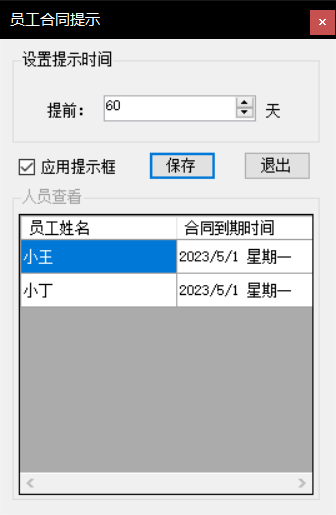 员工合同提示
设置提示时间
提前： 60 天
应用提示框 保存 退出
人员查看
员工姓名 合同到期时间
小王 2023/5/1 星期一
小丁 2023/5/1 星期一